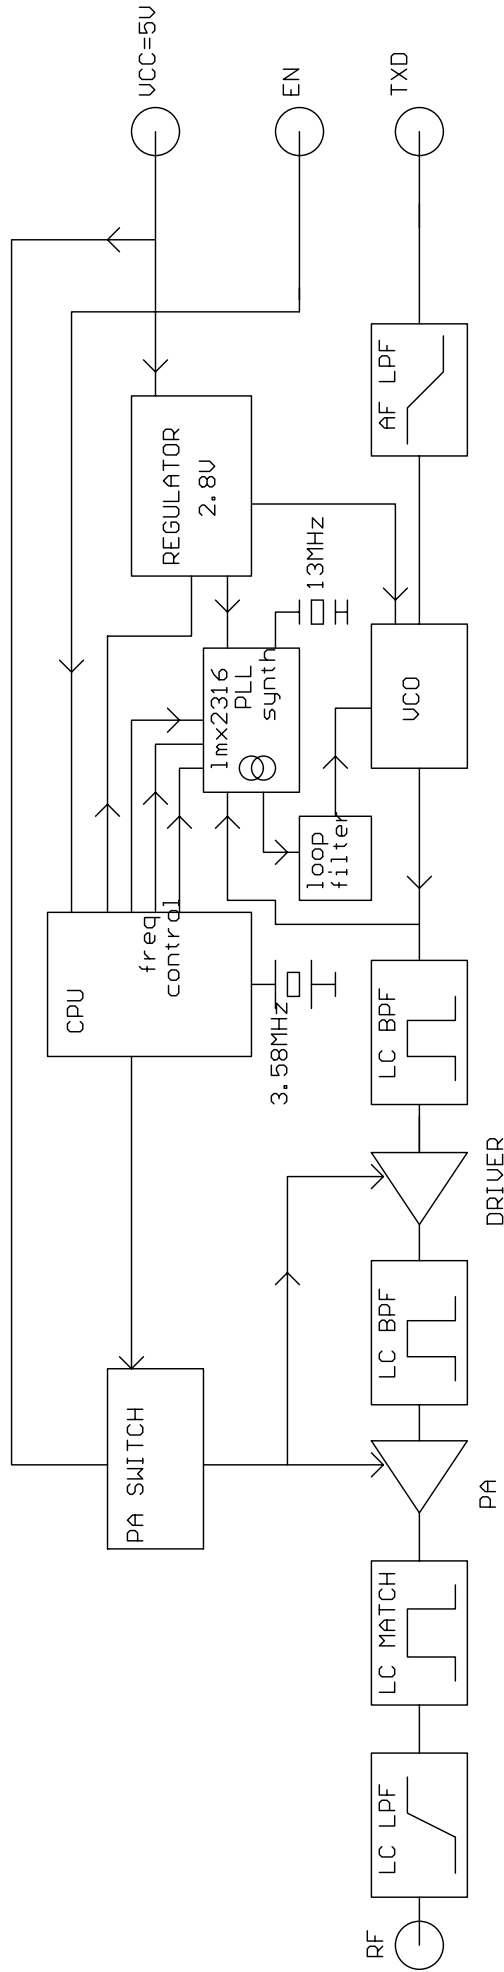 VCC=5V
EN
TXD
AF LPF
REGULATOR
2.8V
13MHz
lmx2316
PLL
synth
VCO
loop
filter
CPU
freq
control
3.58MHz
LC BPF
DRIVER
LC BPF
PA SWITCH
PA
LC MATCH
LC LPF
RF